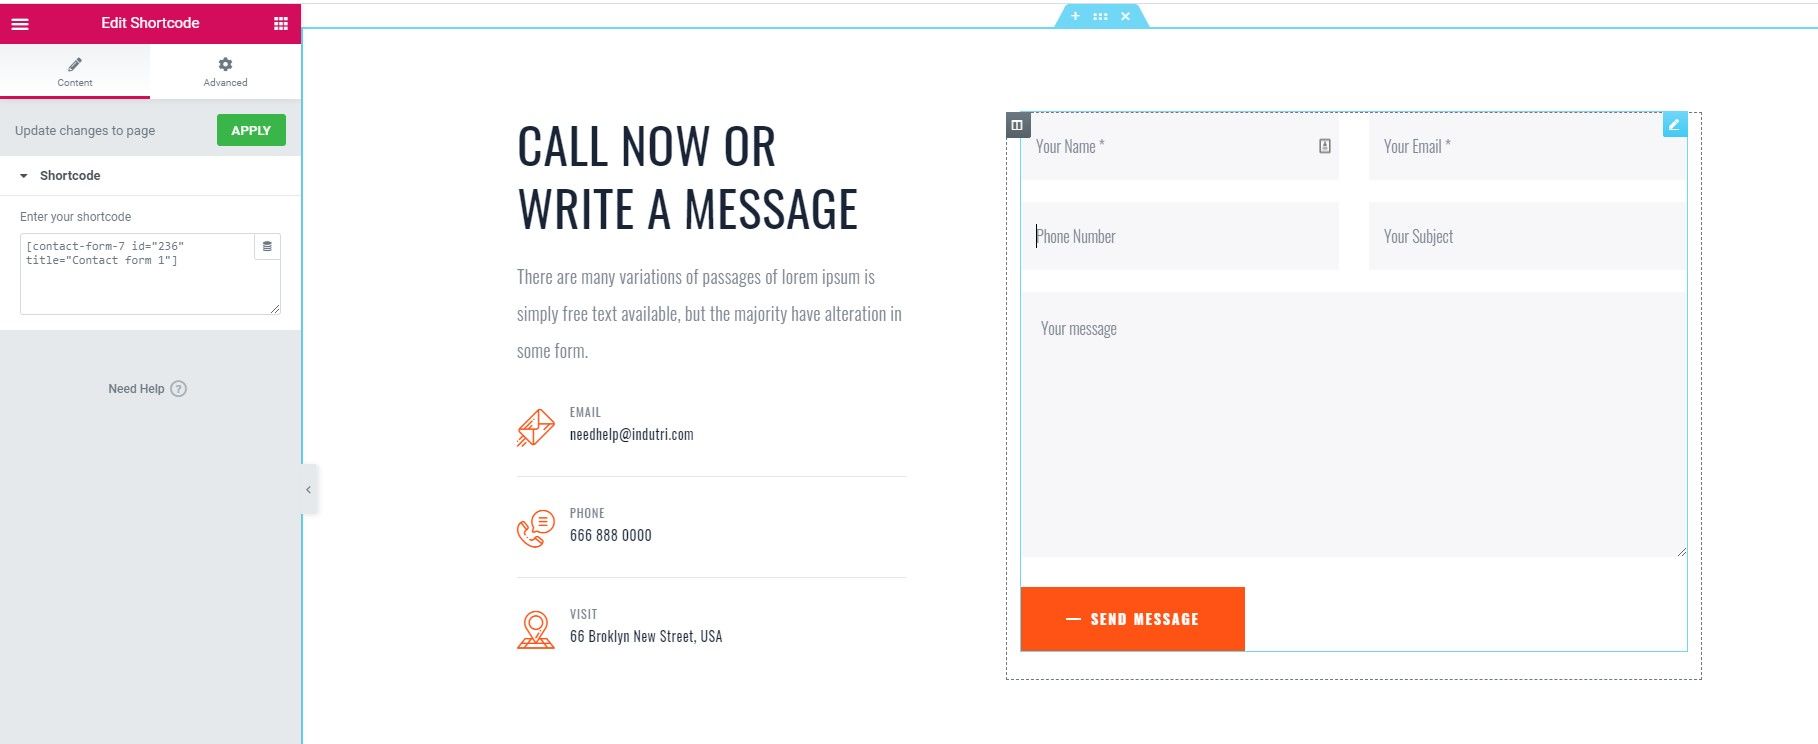 Edit Shortcode
Content
Advanced
Update changes to page
APPLY
Shortcode
Enter your shortcode
[contact-form-7 id="236"
title="Contact form 1"]
Need Help ?
CALL NOW OR
WRITE A MESSAGE
There are many variations of passages of lorem ipsum is
simply free text available, but the majority have alteration in
some form.
EMAIL
needhelp@indutri.com
PHONE
666 888 0000
VISIT
66 Broklyn New Street, USA
Your Name *
Your Email *
Phone Number
Your Subject
Your message
SEND MESSAGE